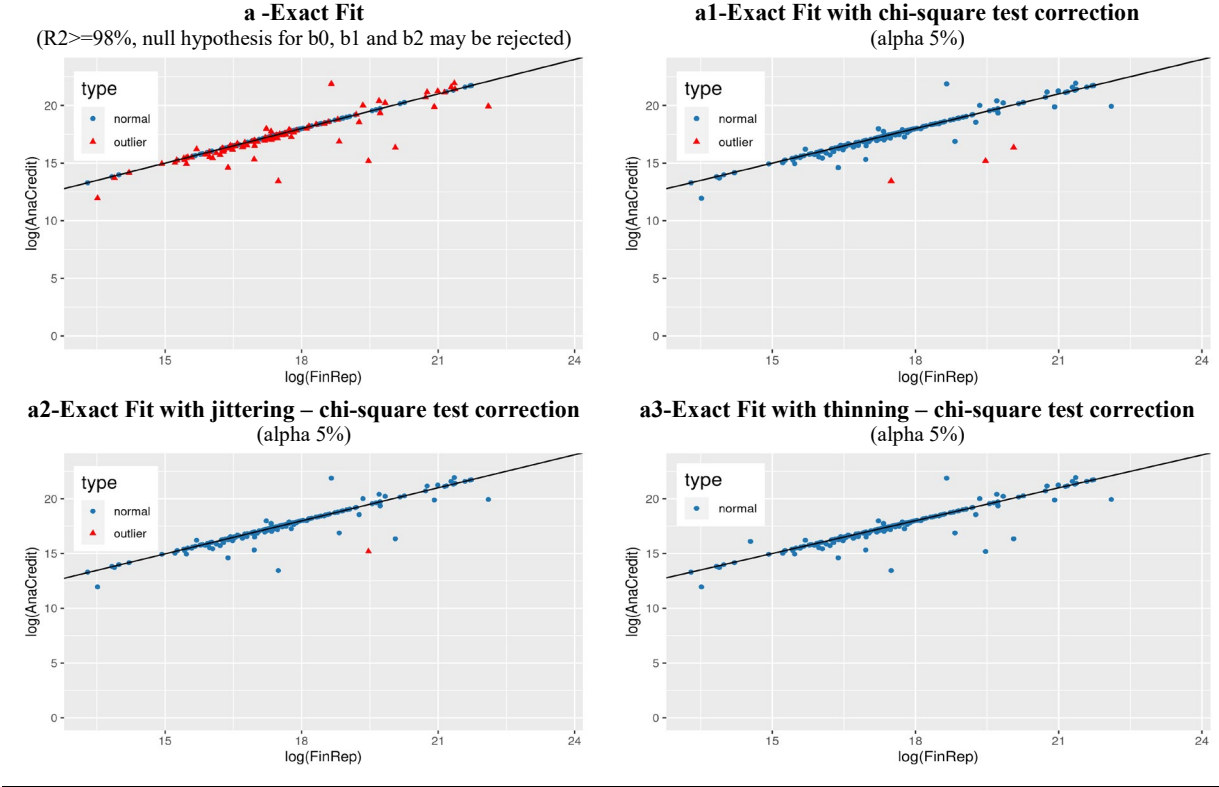 a -Exact Fit
(R2>=98%, null hypothesis for b0, b1 and b2 may be rejected)
type
normal
outlier
20
15
10
5
0
log(AnaCredit)
15
18
21
24
log(FinRep)
a1-Exact Fit with chi-square test correction
(alpha 5%)
type
normal
outlier
20
15
10
5
0
log(AnaCredit)
15
18
21
24
log(FinRep)
a2-Exact Fit with jittering – chi-square test correction
(alpha 5%)
type
normal
outlier
20
15
10
5
0
log(AnaCredit)
15
18
21
24
log(FinRep)
a3-Exact Fit with thinning – chi-square test correction
(alpha 5%)
type
normal
20
15
10
5
0
log(AnaCredit)
15
18
21
24
log(FinRep)